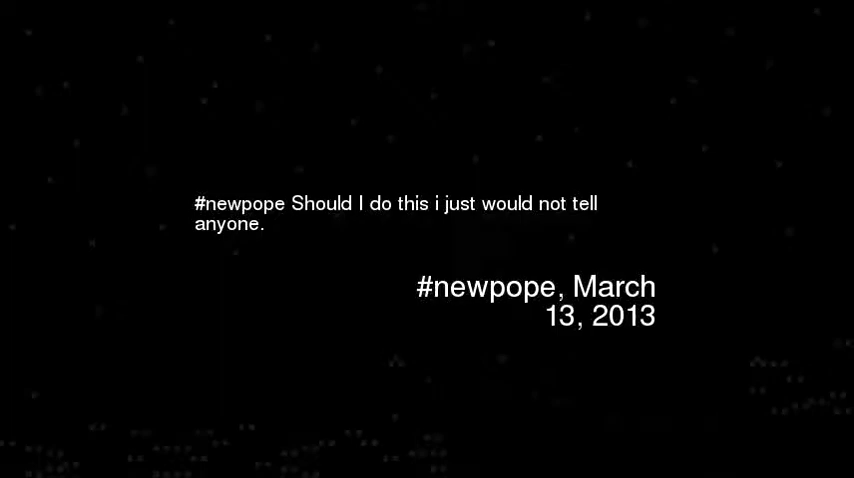 #newpope Should I do this i just would not tell
anyone.
#newpope, March
13, 2013